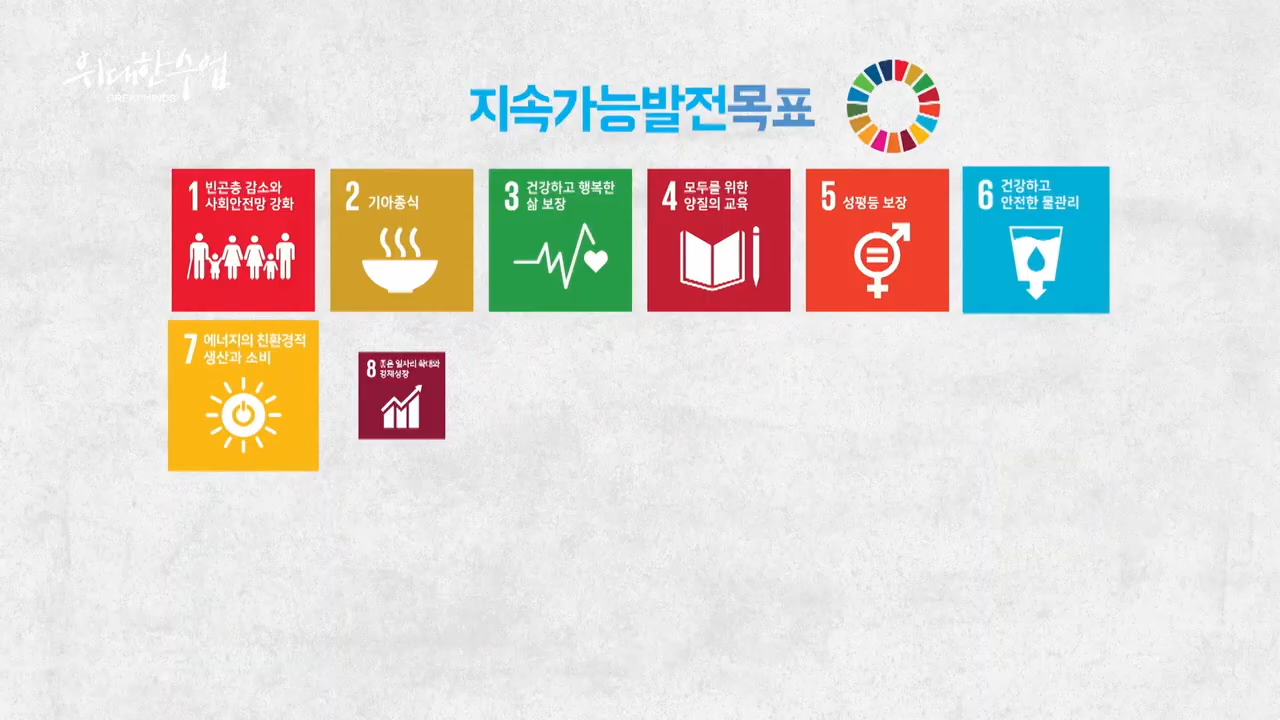 위대한수업
GREAT MINDS
지속가능발전목표
1 빈곤층 감소와
사회안전망 강화
2 기아종식
3 건강하고 행복한
삶 보장
4 모두를 위한
양질의 교육
5 성평등 보장
6 건강하고
안전한 물관리
7 에너지의 친환경적
생산과 소비
8 좋은 일자리 확대와
경제성장